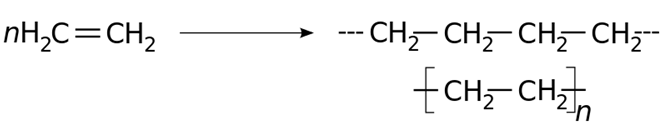 nH₂C=CH₂ ⟶ --- CH₂—CH₂—CH₂—CH₂---
[—CH₂—CH₂—]n